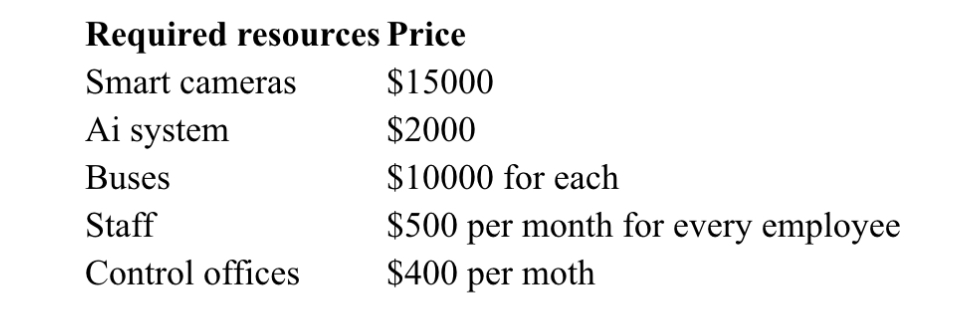 Required resources Price
Smart cameras $15000
Ai system $2000
Buses $10000 for each
Staff $500 per month for every employee
Control offices $400 per moth